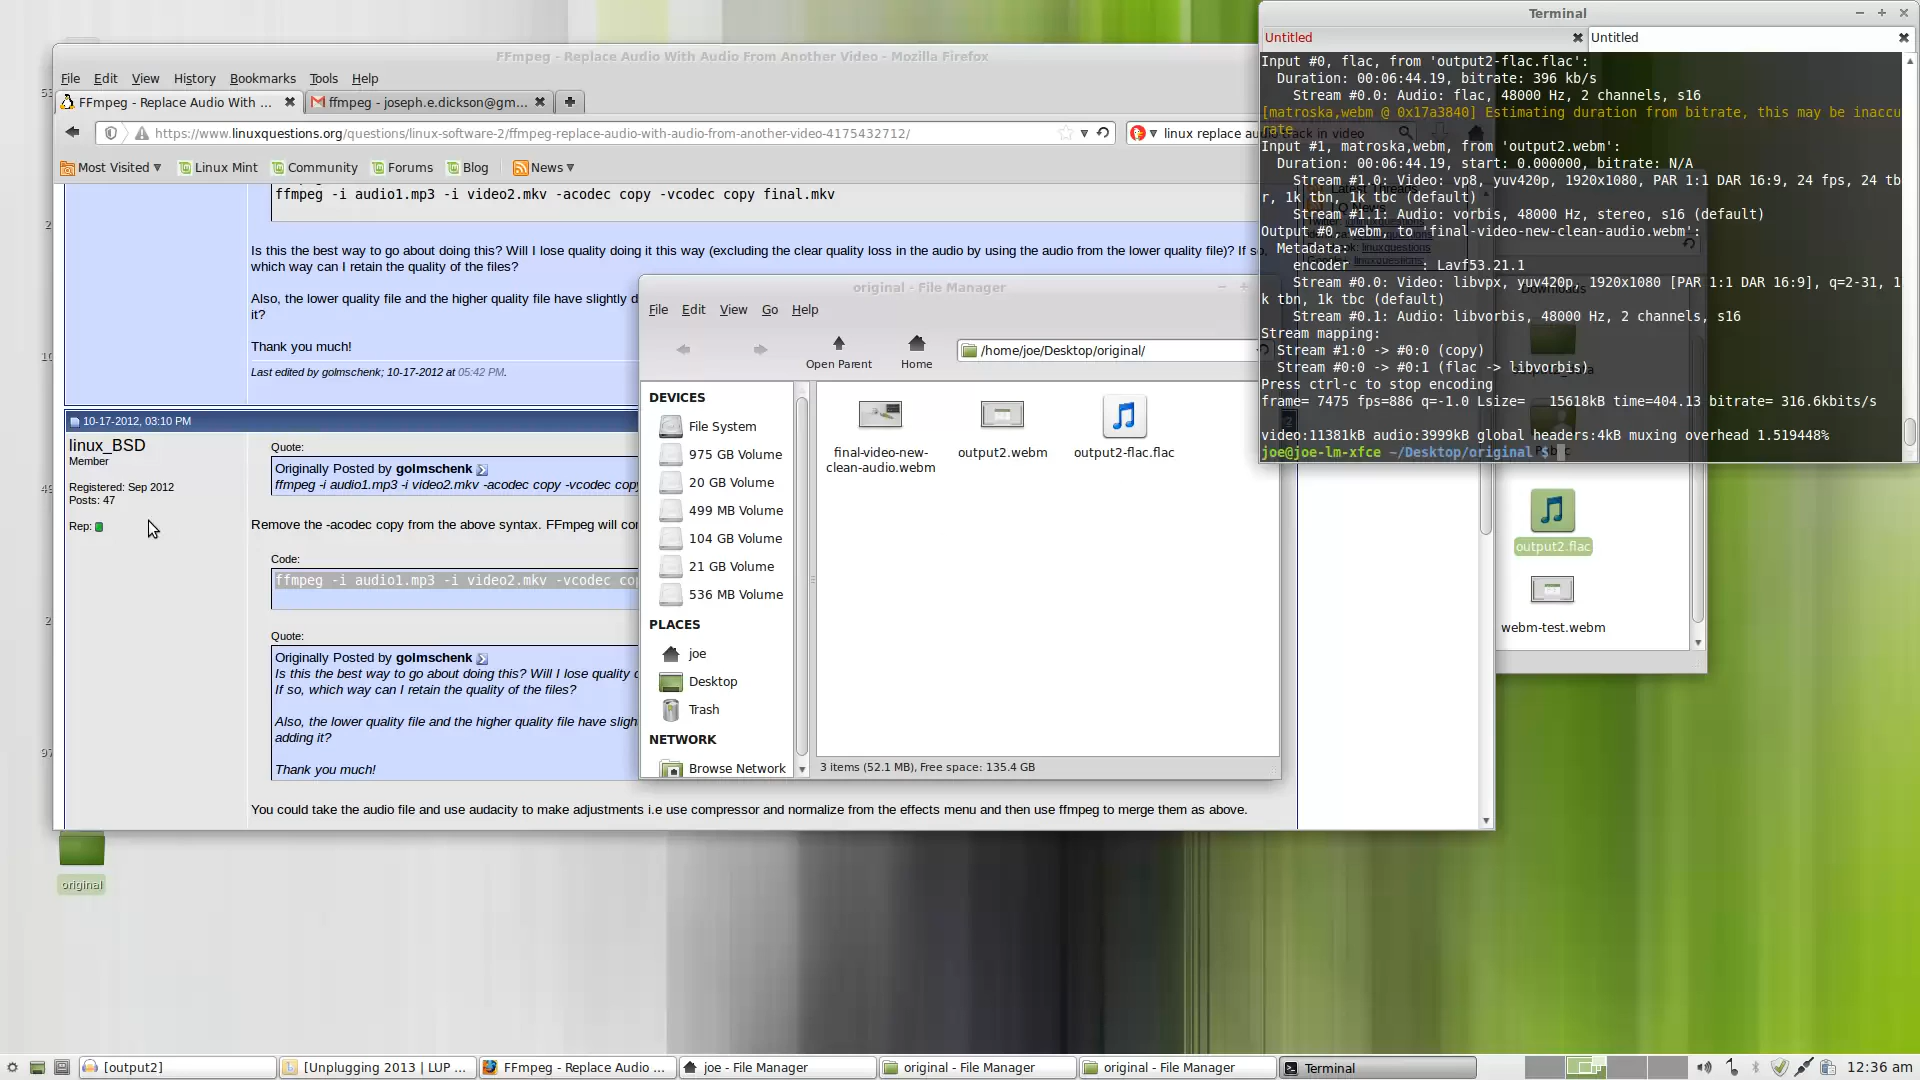 FFmpeg - Replace Audio With Audio From Another Video - Mozilla Firefox
File Edit View History Bookmarks Tools Help
FFmpeg - Replace Audio With ...
ffmpeg - joseph.e.dickson@gm...
https://www.linuxquestions.org/questions/linux-software-2/ffmpeg-replace-audio-with-audio-from-another-video-4175432712/
linux replace audio track in video
Most Visited Linux Mint Community Forums Blog News
ffmpeg -i audio1.mp3 -i video2.mkv -acodec copy -vcodec copy final.mkv
Is this the best way to go about doing this? Will I lose quality doing it this way (excluding the clear quality loss in the audio by using the audio from the lower quality file)? If so,
which way can I retain the quality of the files?
Also, the lower quality file and the higher quality file have slightly d
it?
Thank you much!
Last edited by golmschenk; 10-17-2012 at 05:42 PM.
10-17-2012, 03:10 PM
linux_BSD
Member
Registered: Sep 2012
Posts: 47
Rep:
Quote:
Originally Posted by golmschenk
ffmpeg -i audio1.mp3 -i video2.mkv -acodec copy -vcodec copy
Remove the -acodec copy from the above syntax. FFmpeg will con
Code:
ffmpeg -i audio1.mp3 -i video2.mkv -vcodec cop
Quote:
Originally Posted by golmschenk
Is this the best way to go about doing this? Will I lose quality d
If so, which way can I retain the quality of the files?
Also, the lower quality file and the higher quality file have sligh
adding it?
Thank you much!
You could take the audio file and use audacity to make adjustments i.e use compressor and normalize from the effects menu and then use ffmpeg to merge them as above.
original - File Manager
File Edit View Go Help
Open Parent
Home
/home/joe/Desktop/original/
DEVICES
File System
975 GB Volume
20 GB Volume
499 MB Volume
104 GB Volume
21 GB Volume
536 MB Volume
PLACES
joe
Desktop
Trash
NETWORK
Browse Network
final-video-new-
clean-audio.webm
output2.webm
output2-flac.flac
3 items (52.1 MB), Free space: 135.4 GB
Terminal
Untitled
Untitled
Input #0, flac, from 'output2-flac.flac':
Duration: 00:06:44.19, bitrate: 396 kb/s
Stream #0.0: Audio: flac, 48000 Hz, 2 channels, s16
[matroska,webm @ 0x17a3840] Estimating duration from bitrate, this may be inaccu
rate
Input #1, matroska,webm, from 'output2.webm':
Duration: 00:06:44.19, start: 0.000000, bitrate: N/A
Stream #1.0: Video: vp8, yuv420p, 1920x1080, PAR 1:1 DAR 16:9, 24 fps, 24 tb
r, 1k tbn, 1k tbc (default)
Stream #1.1: Audio: vorbis, 48000 Hz, stereo, s16 (default)
Output #0, webm, to 'final-video-new-clean-audio.webm':
Metadata:
encoder : Lavf53.21.1
Stream #0.0: Video: libvpx, yuv420p, 1920x1080 [PAR 1:1 DAR 16:9], q=2-31, 1
k tbn, 1k tbc (default)
Stream #0.1: Audio: libvorbis, 48000 Hz, 2 channels, s16
Stream mapping:
Stream #1:0 -> #0:0 (copy)
Stream #0:0 -> #0:1 (flac -> libvorbis)
Press ctrl-c to stop encoding
frame= 7475 fps=886 q=-1.0 Lsize= 15618kB time=404.13 bitrate= 316.6kbits/s
video:11381kB audio:3999kB global headers:4kB muxing overhead 1.519448%
joe@joe-lm-xfce ~/Desktop/original $
output2.flac
webm-test.webm
original
[output2]
[Unplugging 2013 | LUP ...
FFmpeg - Replace Audio ...
joe - File Manager
original - File Manager
original - File Manager
Terminal
12:36 am